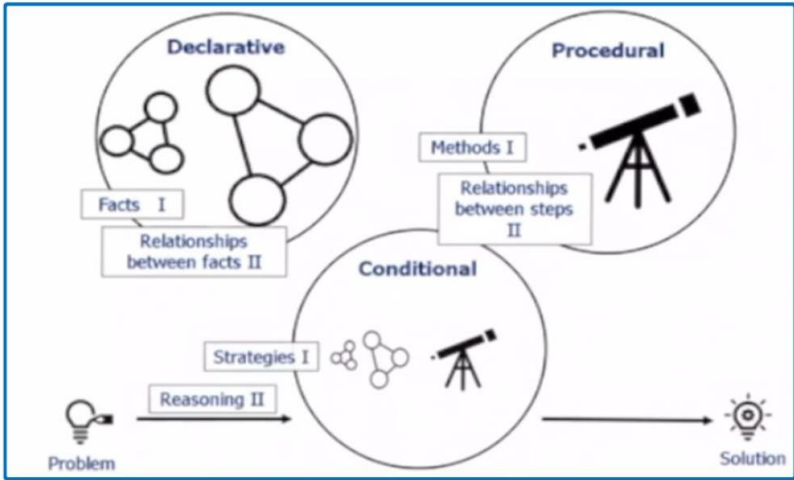 Declarative
Procedural
Methods I
Facts I
Relationships
between steps
II
Relationships
between facts II
Conditional
Strategies I
Reasoning II
Problem
Solution